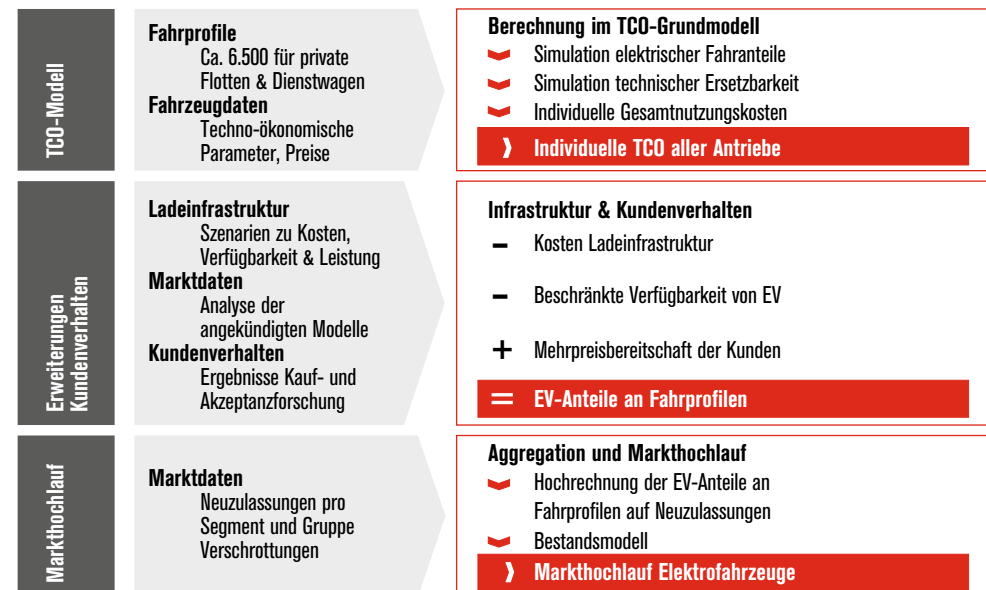 TCO-Modell
Fahrprofile
Ca. 6.500 für private
Flotten & Dienstwagen
Fahrzeugdaten
Techno-ökonomische
Parameter, Preise
Berechnung im TCO-Grundmodell
Simulation elektrischer Fahranteile
Simulation technischer Ersetzbarkeit
Individuelle Gesamtnutzungskosten
Individuelle TCO aller Antriebe
Erweiterungen
Kundenverhalten
Ladeinfrastruktur
Szenarien zu Kosten,
Verfügbarkeit & Leistung
Marktdaten
Analyse der
angekündigten Modelle
Kundenverhalten
Ergebnisse Kauf- und
Akzeptanzforschung
Infrastruktur & Kundenverhalten
– Kosten Ladeinfrastruktur
– Beschränkte Verfügbarkeit von EV
+ Mehrpreisbereitschaft der Kunden
= EV-Anteile an Fahrprofilen
Markthochlauf
Marktdaten
Neuzulassungen pro
Segment und Gruppe
Verschrottungen
Aggregation und Markthochlauf
Hochrechnung der EV-Anteile an
Fahrprofilen auf Neuzulassungen
Bestandsmodell
Markthochlauf Elektrofahrzeuge